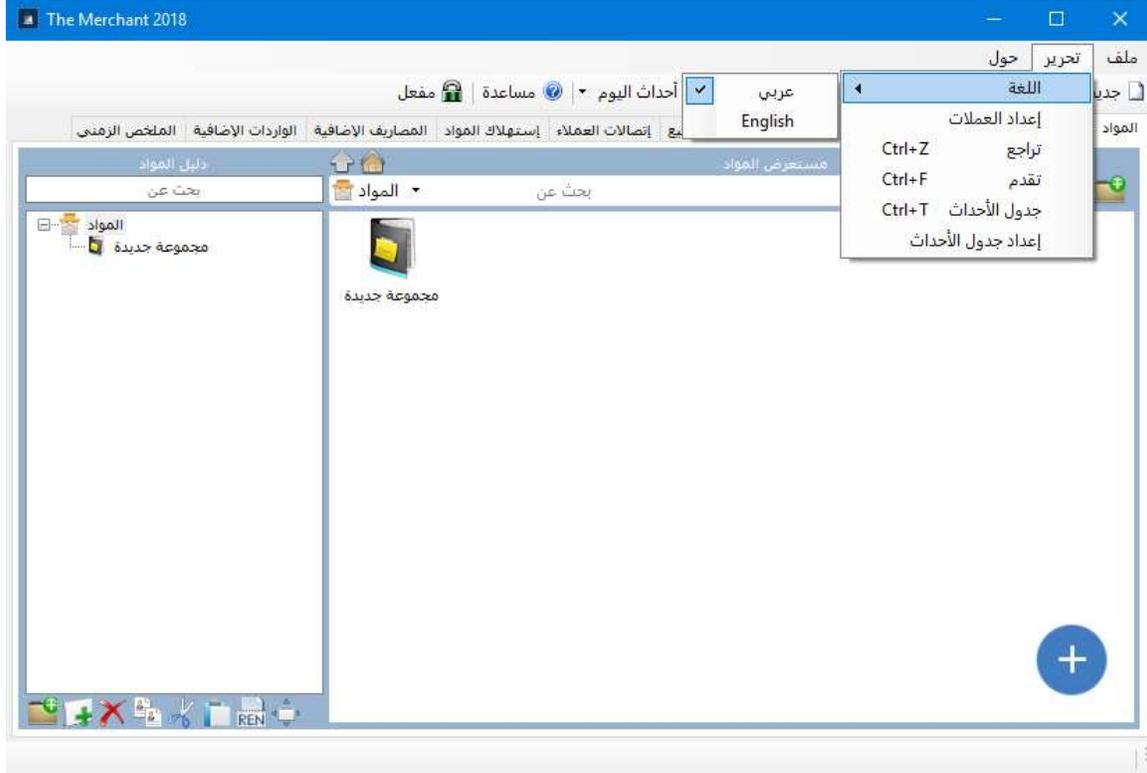 The Merchant 2018
ملف تحرير حول
أحداث اليوم مساعدة مفعل
اللغة
عربي
English
إعداد العملات
تراجع Ctrl+Z
تقدم Ctrl+F
جدول الأحداث Ctrl+T
إعداد جدول الأحداث
المواد إتصالات العملاء إستهلاك المواد المصاريف الإضافية الواردات الإضافية الملخص الزمني
مستعرض المواد
بحث عن
المواد
مجموعة جديدة
دليل المواد
بحث عن
المواد
مجموعة جديدة
REN